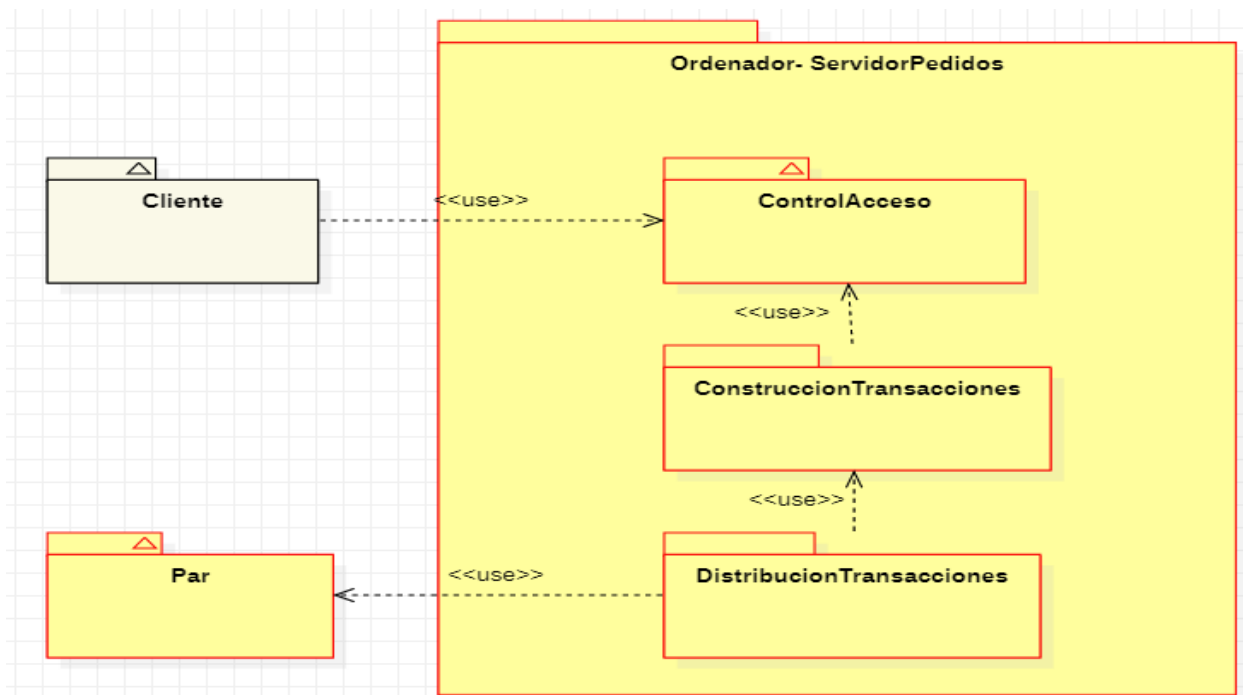 Ordenador- ServidorPedidos
Cliente
<<use>>
ControlAcceso
<<use>>
ConstruccionTransacciones
<<use>>
Par
<<use>>
DistribucionTransacciones